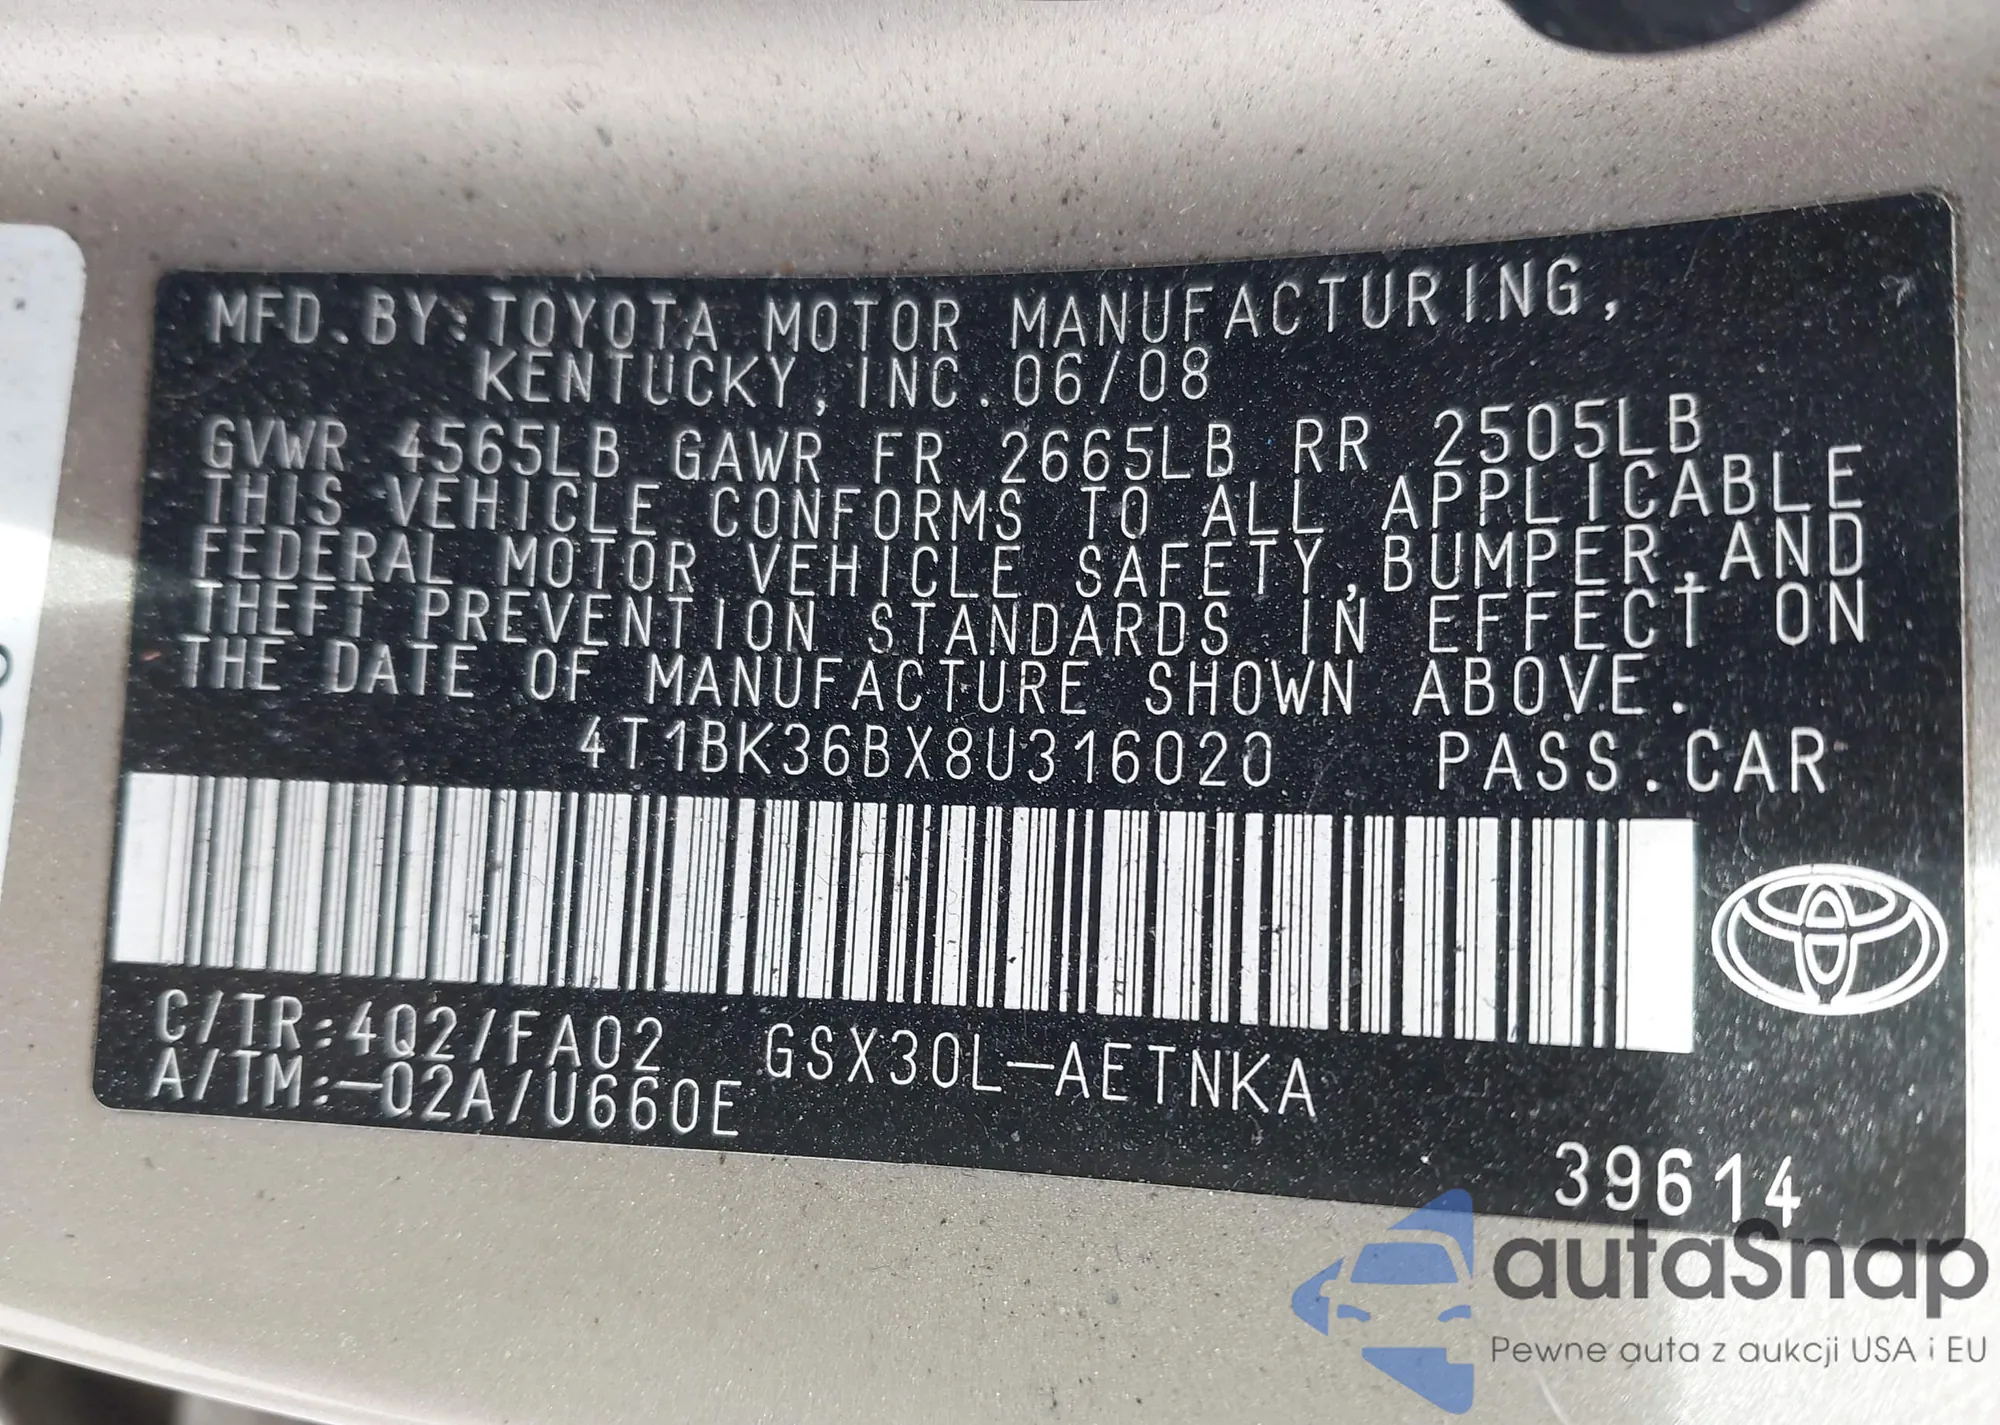 MFD.BY:TOYOTA MOTOR MANUFACTURING,
KENTUCKY,INC.06/08
GVWR 4565LB GAWR FR 2665LB RR 2505LB
THIS VEHICLE CONFORMS TO ALL APPLICABLE
FEDERAL MOTOR VEHICLE SAFETY,BUMPER,AND
THEFT PREVENTION STANDARDS IN EFFECT ON
THE DATE OF MANUFACTURE SHOWN ABOVE.
4T1BK36BX8U316020 PASS.CAR
C/TR:4Q2/FA02 GSX30L-AETNKA
A/TM:-02A/U660E
39614
autoSnap
Pewne auta z aukcji USA i EU